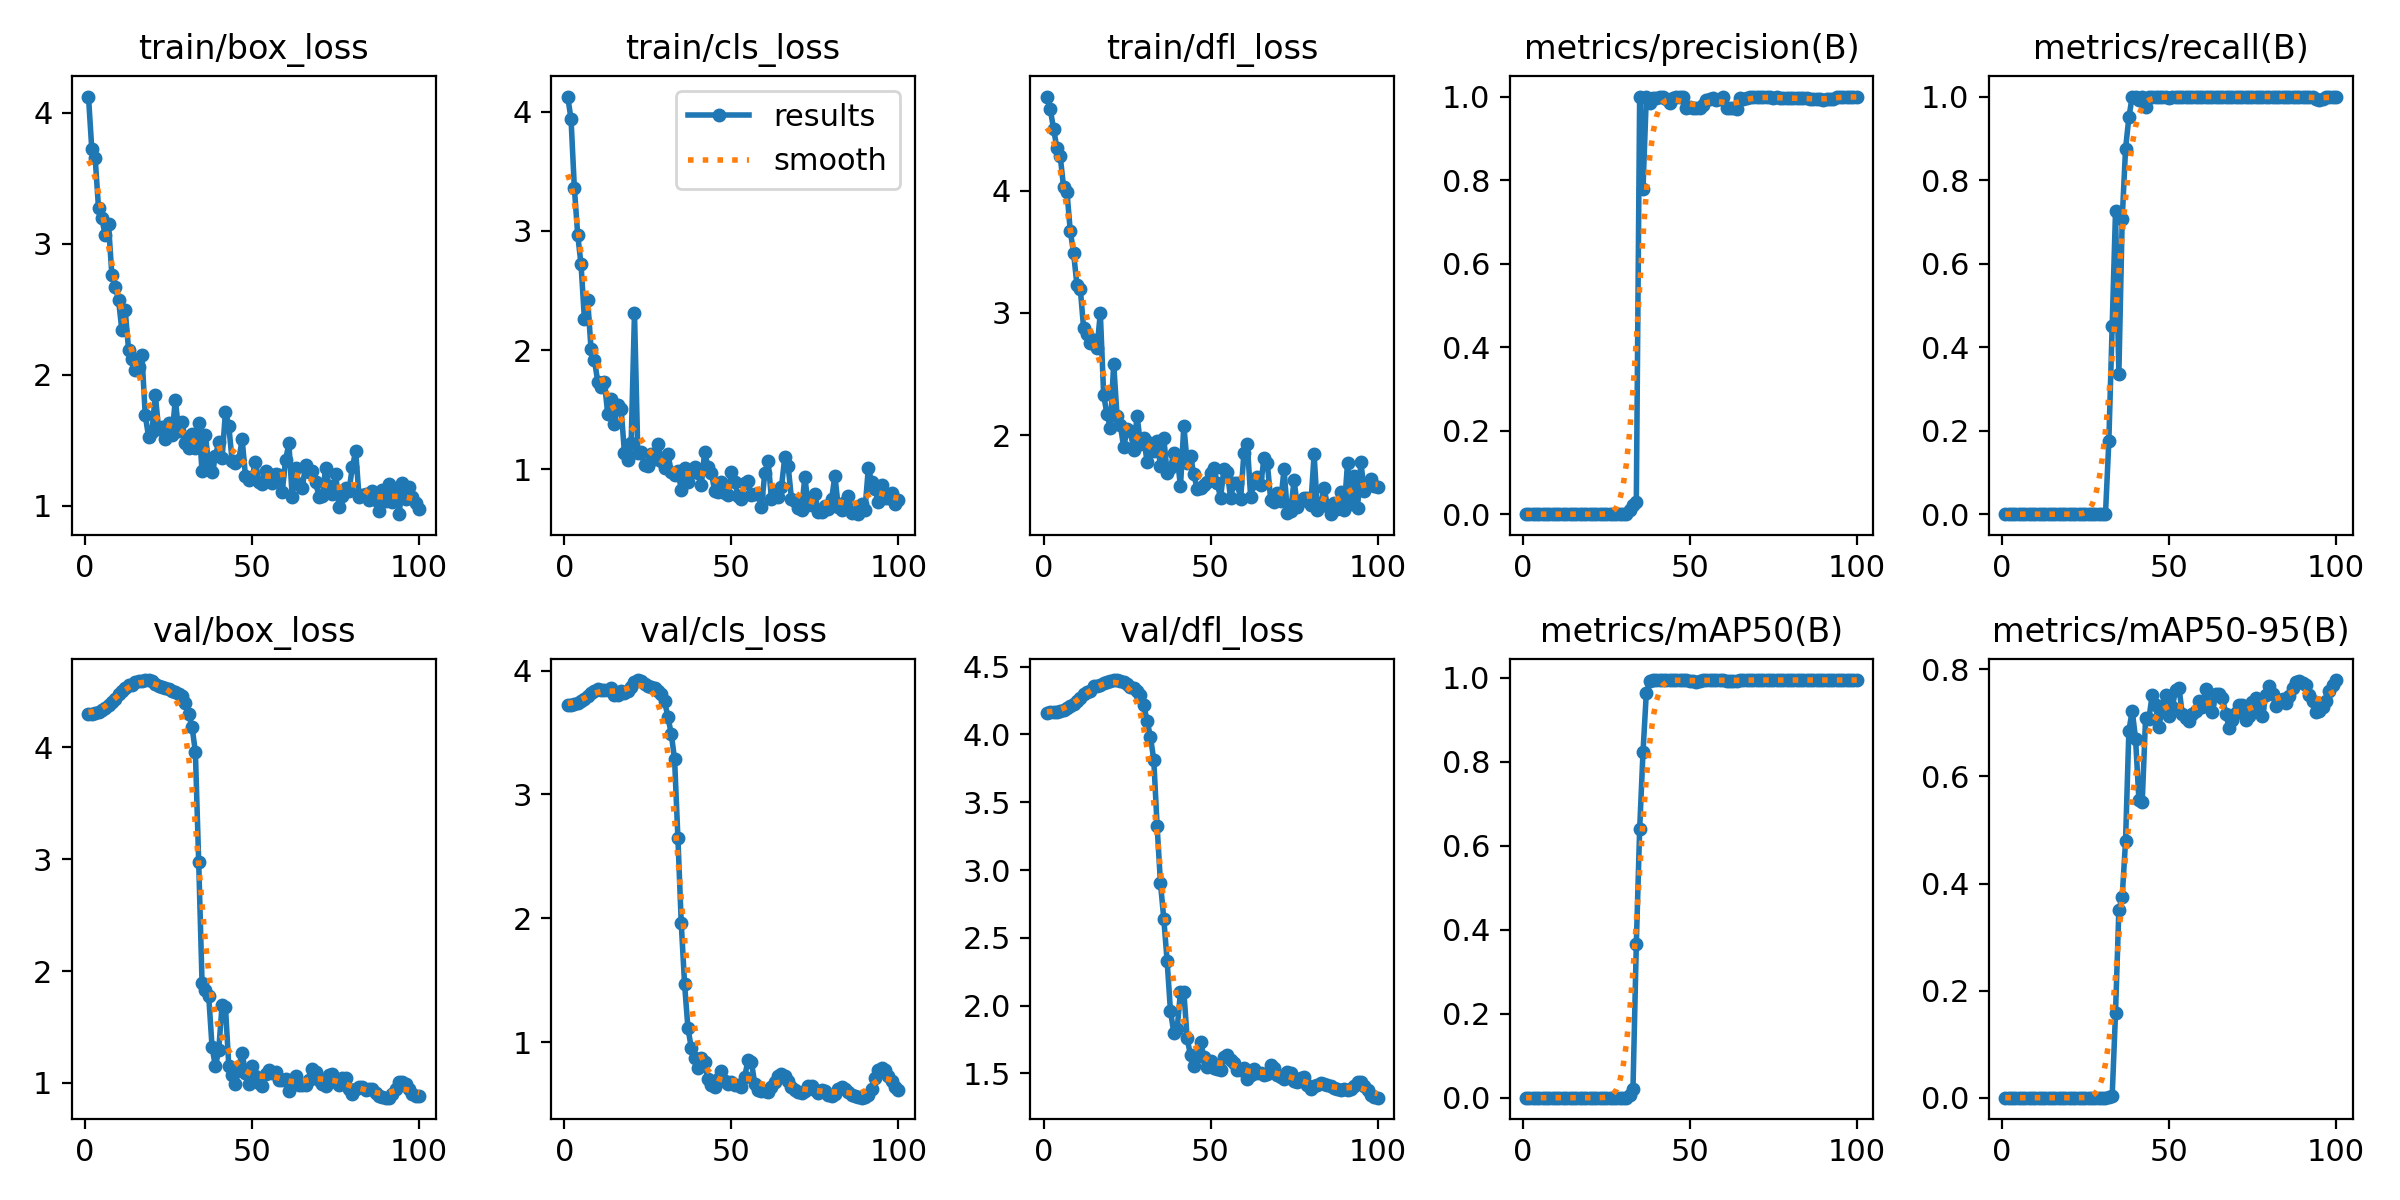 train/box_loss
4
3
2
1
0 50 100
train/cls_loss
results
smooth
4
3
2
1
0 50 100
train/dfl_loss
4
3
2
0 50 100
metrics/precision(B)
1.0
0.8
0.6
0.4
0.2
0.0
0 50 100
metrics/recall(B)
1.0
0.8
0.6
0.4
0.2
0.0
0 50 100
val/box_loss
4
3
2
1
0 50 100
val/cls_loss
4
3
2
1
0 50 100
val/dfl_loss
4.5
4.0
3.5
3.0
2.5
2.0
1.5
0 50 100
metrics/mAP50(B)
1.0
0.8
0.6
0.4
0.2
0.0
0 50 100
metrics/mAP50-95(B)
0.8
0.6
0.4
0.2
0.0
0 50 100